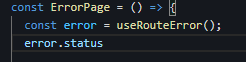 const ErrorPage = () => {
const error = useRouteError();
error.status